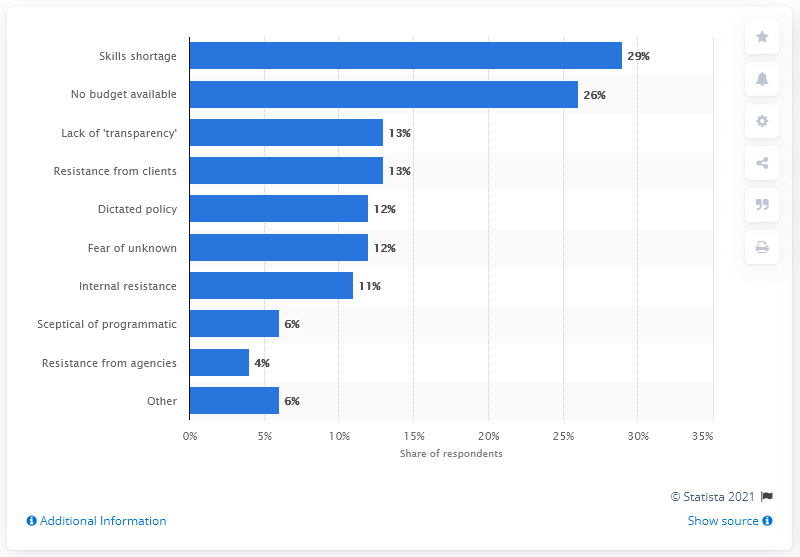 Skills shortage 29%
No budget available 26%
Lack of 'transparency' 13%
Resistance from clients 13%
Dictated policy 12%
Fear of unknown 12%
Internal resistance 11%
Sceptical of programmatic 6%
Resistance from agencies 4%
Other 6%
0% 5% 10% 15% 20% 25% 30% 35%
Share of respondents
© Statista 2021
Additional Information Show source